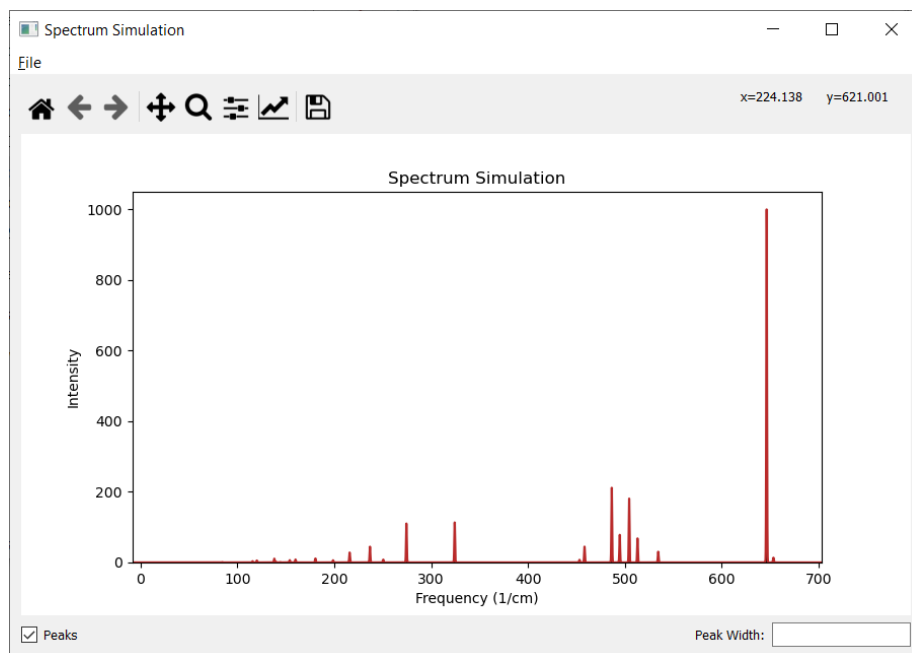 Spectrum Simulation
File
x=224.138 y=621.001
Spectrum Simulation
1000
800
600
400
200
0
Intensity
0 100 200 300 400 500 600 700
Frequency (1/cm)
Peaks
Peak Width: